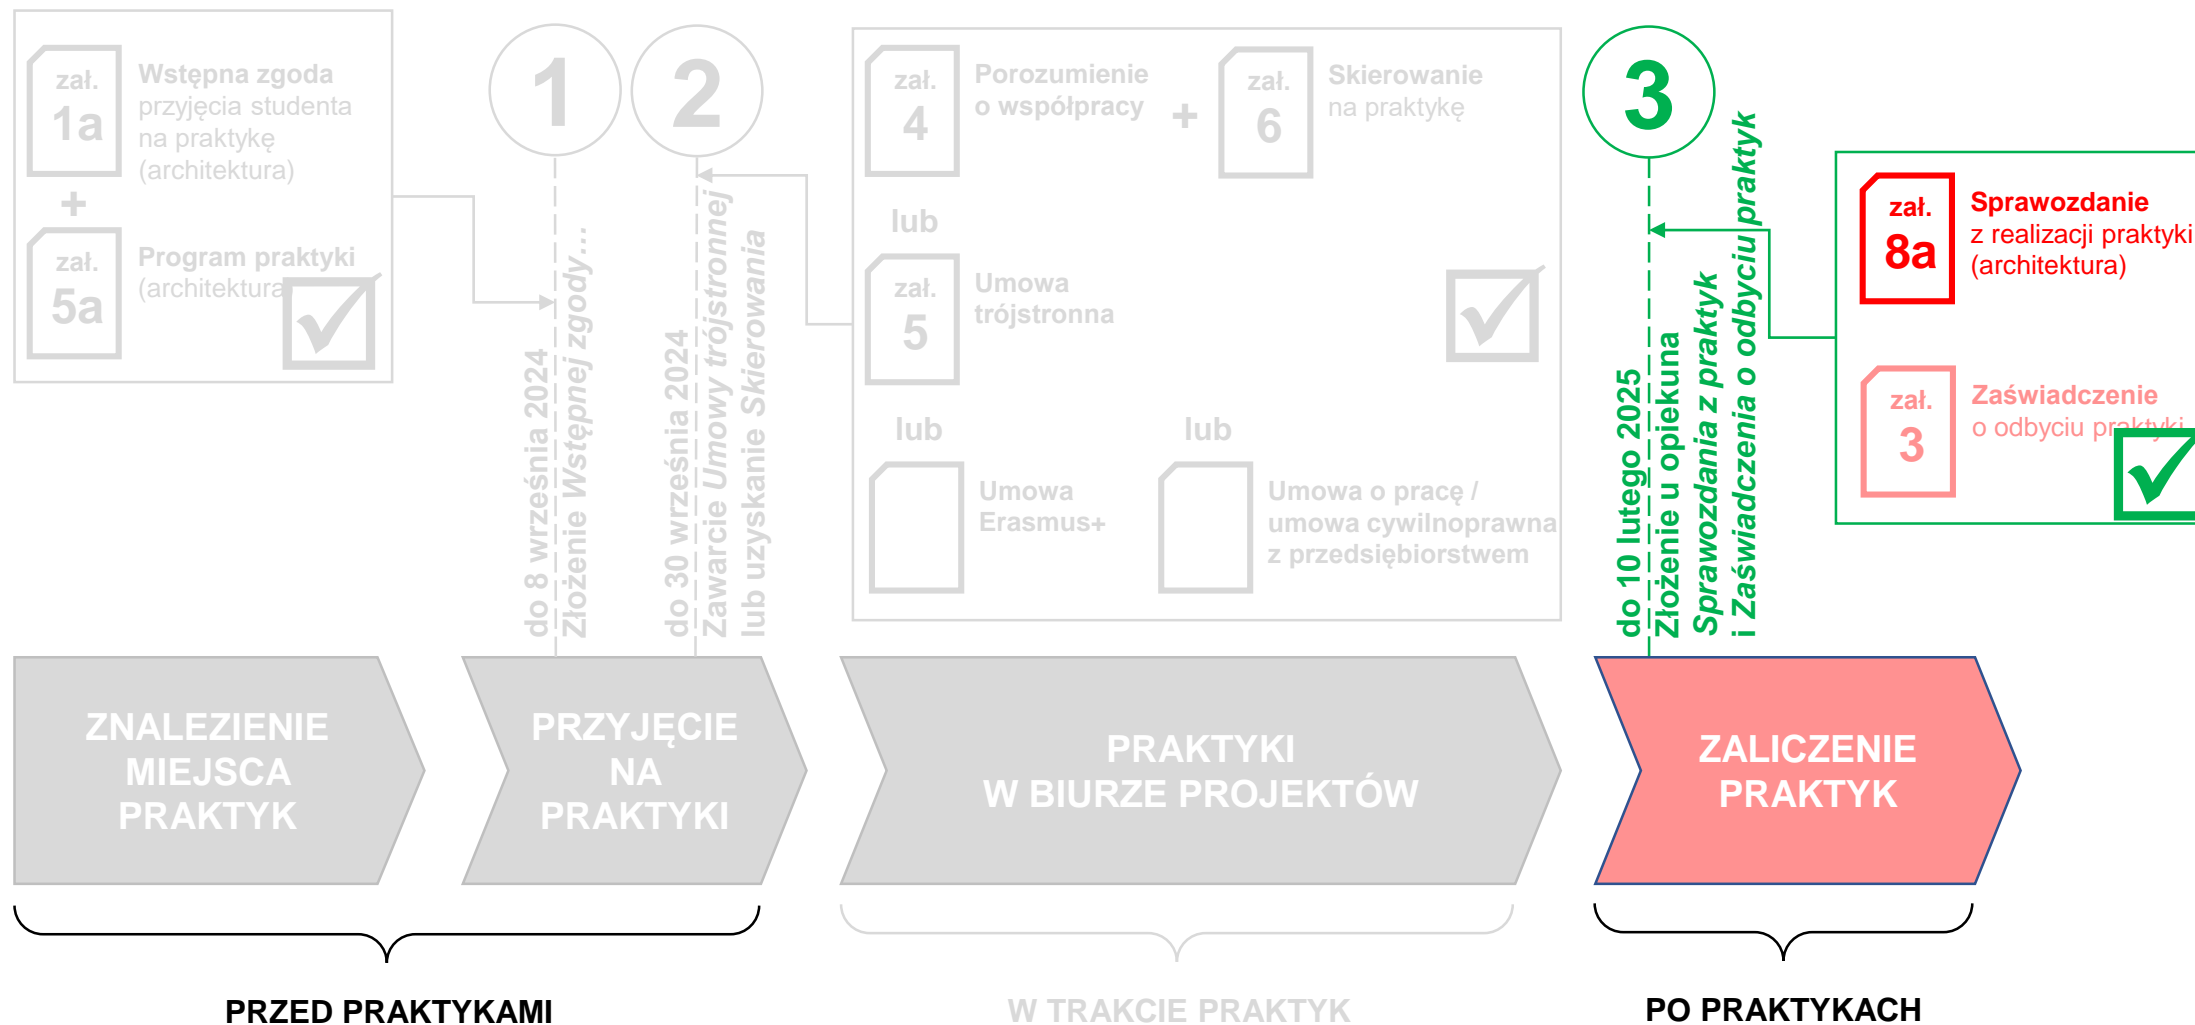 zał.
1a
Wstępna zgoda
przyjęcia studenta
na praktykę
(architektura)
+
zał.
5a
Program praktyki
(architektura)
1
do 8 września 2024
Złożenie Wstępnej zgody...
2
do 30 września 2024
Zawarcie Umowy trójstronnej
lub uzyskanie Skierowania
zał.
4
Porozumienie
o współpracy
+
zał.
6
Skierowanie
na praktykę
lub
zał.
5
Umowa
trójstronna
lub
Umowa
Erasmus+
lub
Umowa o pracę /
umowa cywilnoprawna
z przedsiębiorstwem
3
do 10 lutego 2025
Złożenie u opiekuna
Sprawozdania z praktyk
i Zaświadczenia o odbyciu praktyk
zał.
8a
Sprawozdanie
z realizacji praktyki
(architektura)
zał.
3
Zaświadczenie
o odbyciu praktyki
ZNALEZIENIE
MIEJSCA
PRAKTYK
PRZYJĘCIE
NA
PRAKTYKI
PRAKTYKI
W BIURZE PROJEKTÓW
ZALICZENIE
PRAKTYK
PRZED PRAKTYKAMI
W TRAKCIE PRAKTYK
PO PRAKTYKACH